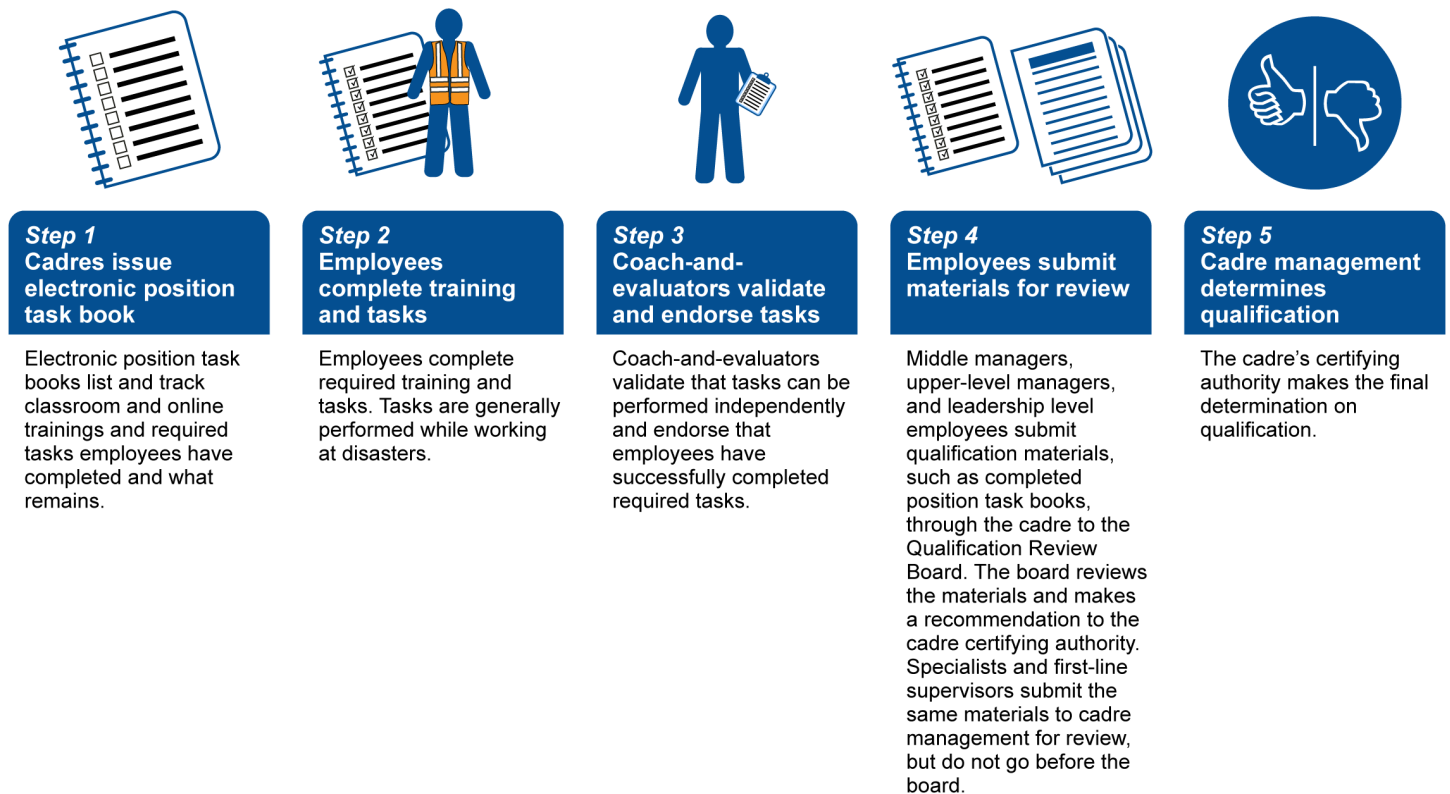 Step 1
Cadres issue
electronic position
task book
Electronic position task
books list and track
classroom and online
trainings and required
tasks employees have
completed and what
remains.
Step 2
Employees
complete training
and tasks
Employees complete
required training and
tasks. Tasks are generally
performed while working
at disasters.
Step 3
Coach-and-
evaluators validate
and endorse tasks
Coach-and-evaluators
validate that tasks can be
performed independently
and endorse that
employees have
successfully completed
required tasks.
Step 4
Employees submit
materials for review
Middle managers,
upper-level managers,
and leadership level
employees submit
qualification materials,
such as completed
position task books,
through the cadre to the
Qualification Review
Board. The board reviews
the materials and makes
a recommendation to the
cadre certifying authority.
Specialists and first-line
supervisors submit the
same materials to cadre
management for review,
but do not go before the
board.
Step 5
Cadre management
determines
qualification
The cadre’s certifying
authority makes the final
determination on
qualification.